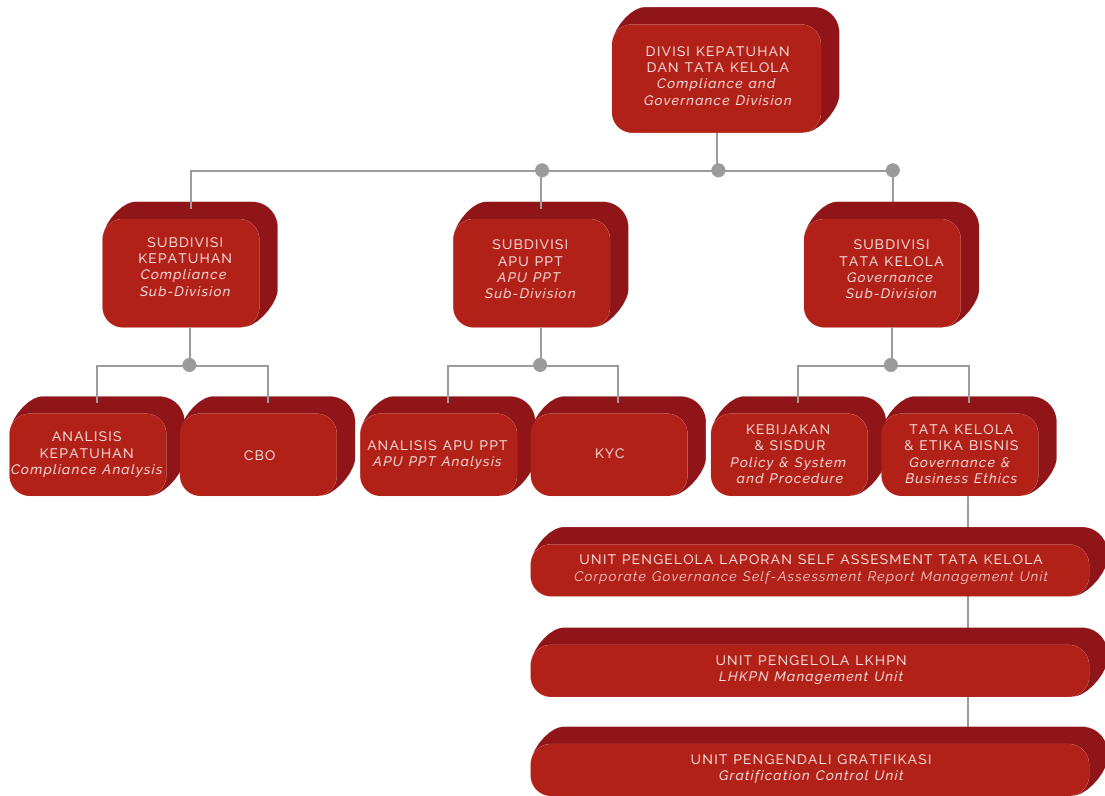 DIVISI KEPATUHAN
DAN TATA KELOLA
Compliance and
Governance Division
SUBDIVISI
KEPATUHAN
Compliance
Sub-Division
SUBDIVISI
APU PPT
APU PPT
Sub-Division
SUBDIVISI
TATA KELOLA
Governance
Sub-Division
ANALISIS
KEPATUHAN
Compliance Analysis
CBO
ANALISIS APU PPT
APU PPT Analysis
KYC
KEBIJAKAN
& SISDUR
Policy & System
and Procedure
TATA KELOLA
& ETIKA BISNIS
Governance &
Business Ethics
UNIT PENGELOLA LAPORAN SELF ASSESMENT TATA KELOLA
Corporate Governance Self-Assessment Report Management Unit
UNIT PENGELOLA LKHPN
LHKPN Management Unit
UNIT PENGENDALI GRATIFIKASI
Gratification Control Unit